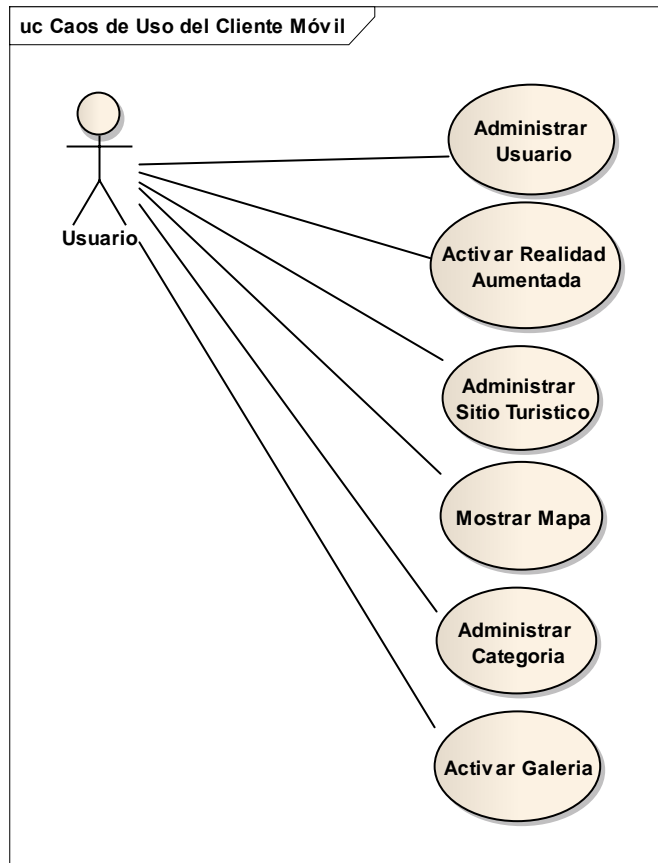 uc Caos de Uso del Cliente Móvil
Usuario
Administrar
Usuario
Activar Realidad
Aumentada
Administrar
Sitio Turistico
Mostrar Mapa
Administrar
Categoria
Activar Galeria